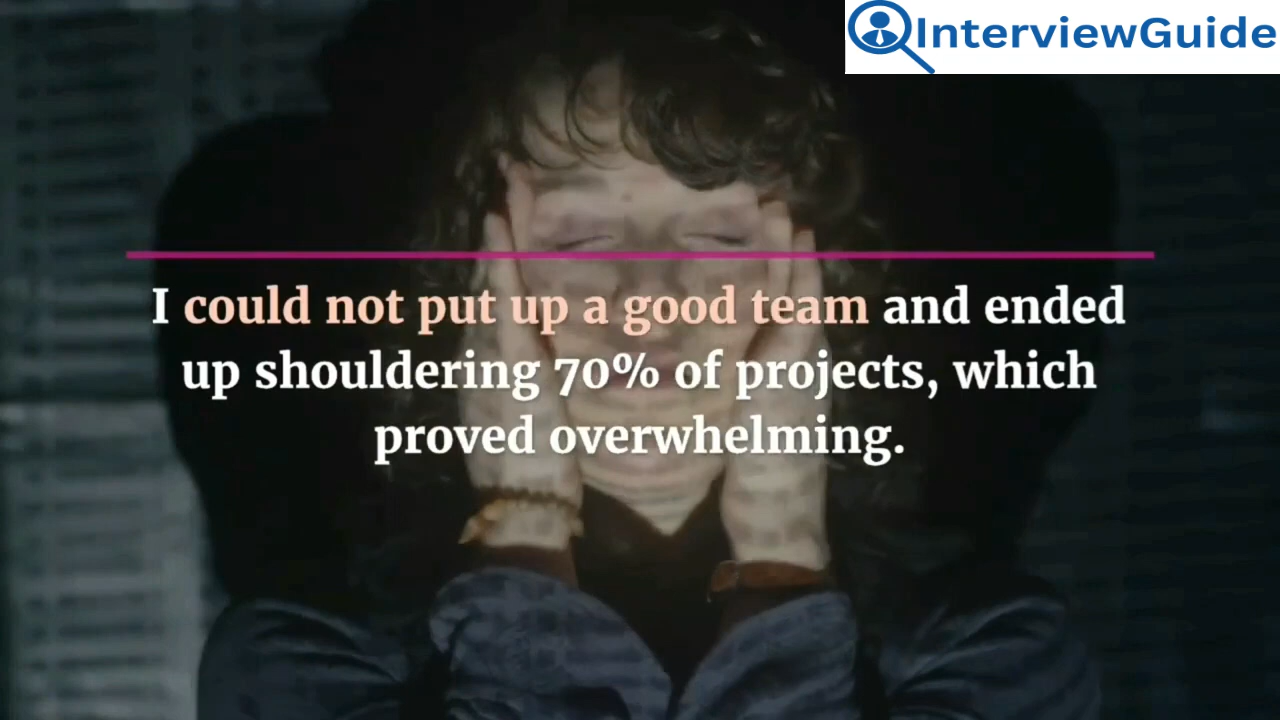 InterviewGuide
I could not put up a good team and ended
up shouldering 70% of projects, which
proved overwhelming.